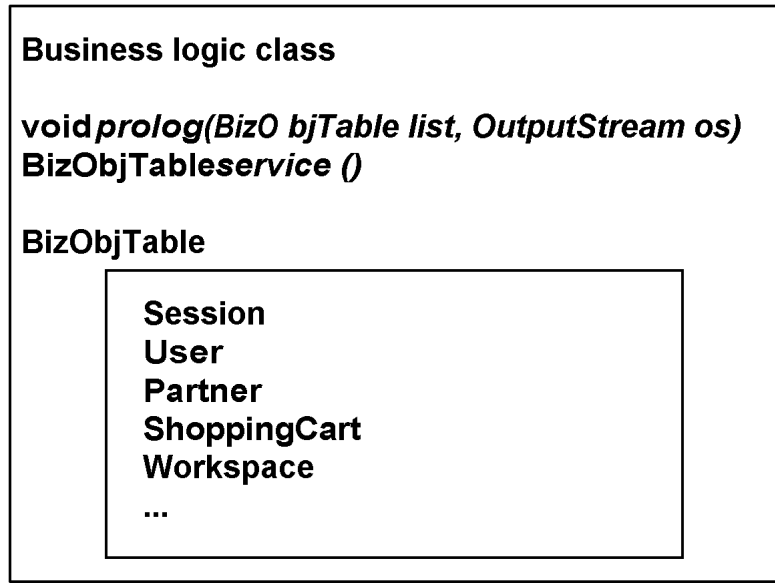 Business logic class
void prolog(BizO bjTable list, OutputStream os)
BizObjTableservice ()
BizObjTable
Session
User
Partner
ShoppingCart
Workspace
...